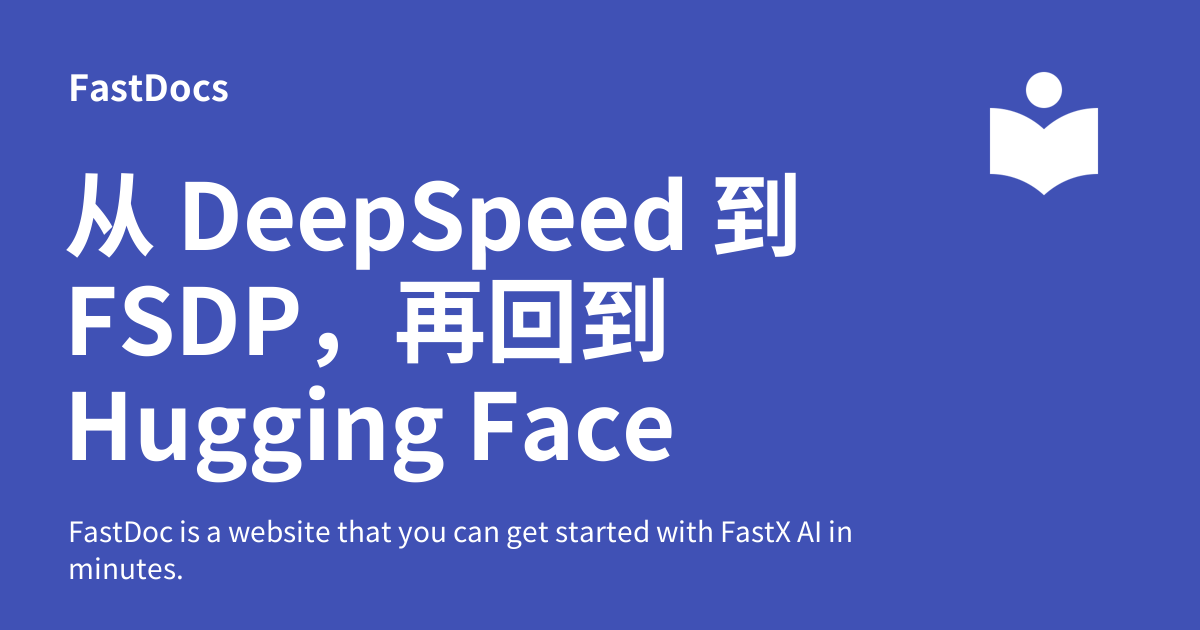 FastDocs
从 DeepSpeed 到
FSDP，再回到
Hugging Face
FastDoc is a website that you can get started with FastX AI in
minutes.